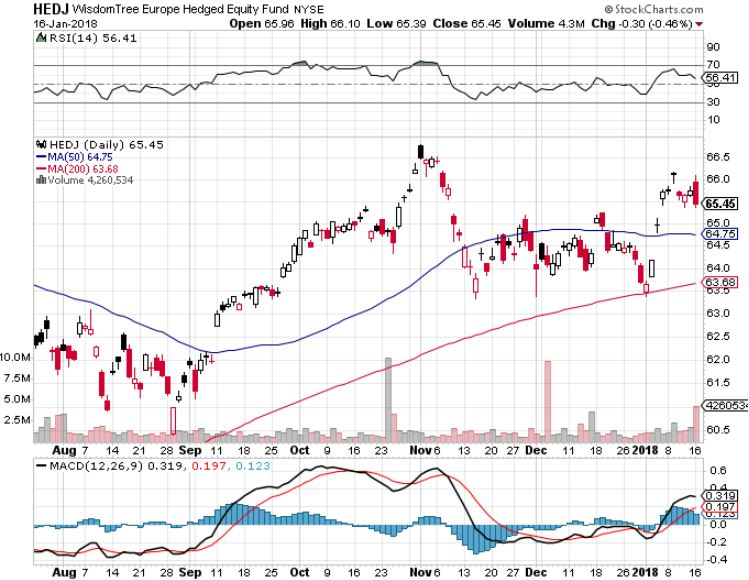 HEDJ WisdomTree Europe Hedged Equity Fund NYSE © StockCharts.com
16-Jan-2018 Open 65.96 High 66.10 Low 65.39 Close 65.45 Volume 4.3M Chg -0.30 (-0.46%)
RSI(14) 56.41
90
70
56.41
50
30
10
HEDJ (Daily) 65.45
MA(50) 64.75
MA(200) 63.68
Volume 4,260,534
66.5
66.0
65.45
65.0
64.75
64.5
64.0
63.68
63.5
63.0
62.5
62.0
61.5
4260534
60.5
10.0M
7.5M
5.0M
2.5M
Aug 7 14 21 28 Sep 11 18 25 Oct 9 16 23 Nov 6 13 20 27 Dec 11 18 26 2018 8 16
MACD(12,26,9) 0.319, 0.197, 0.123
0.6
0.4
0.319
0.197
0.123
0.0
-0.2
-0.4
Aug 7 14 21 28 Sep 11 18 25 Oct 9 16 23 Nov 6 13 20 27 Dec 11 18 26 2018 8 16